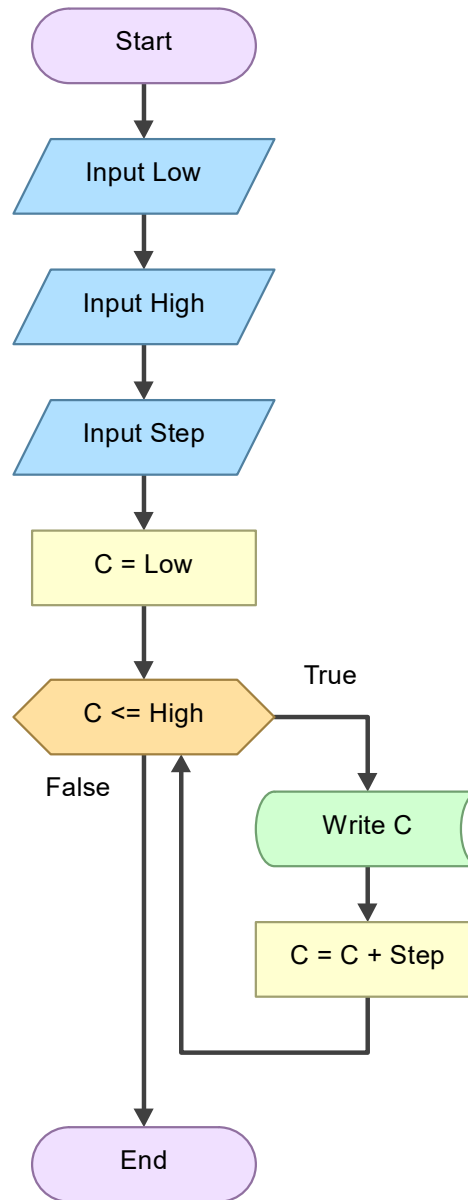 Start
Input Low
Input High
Input Step
C = Low
C <= High
True
False
Write C
C = C + Step
End